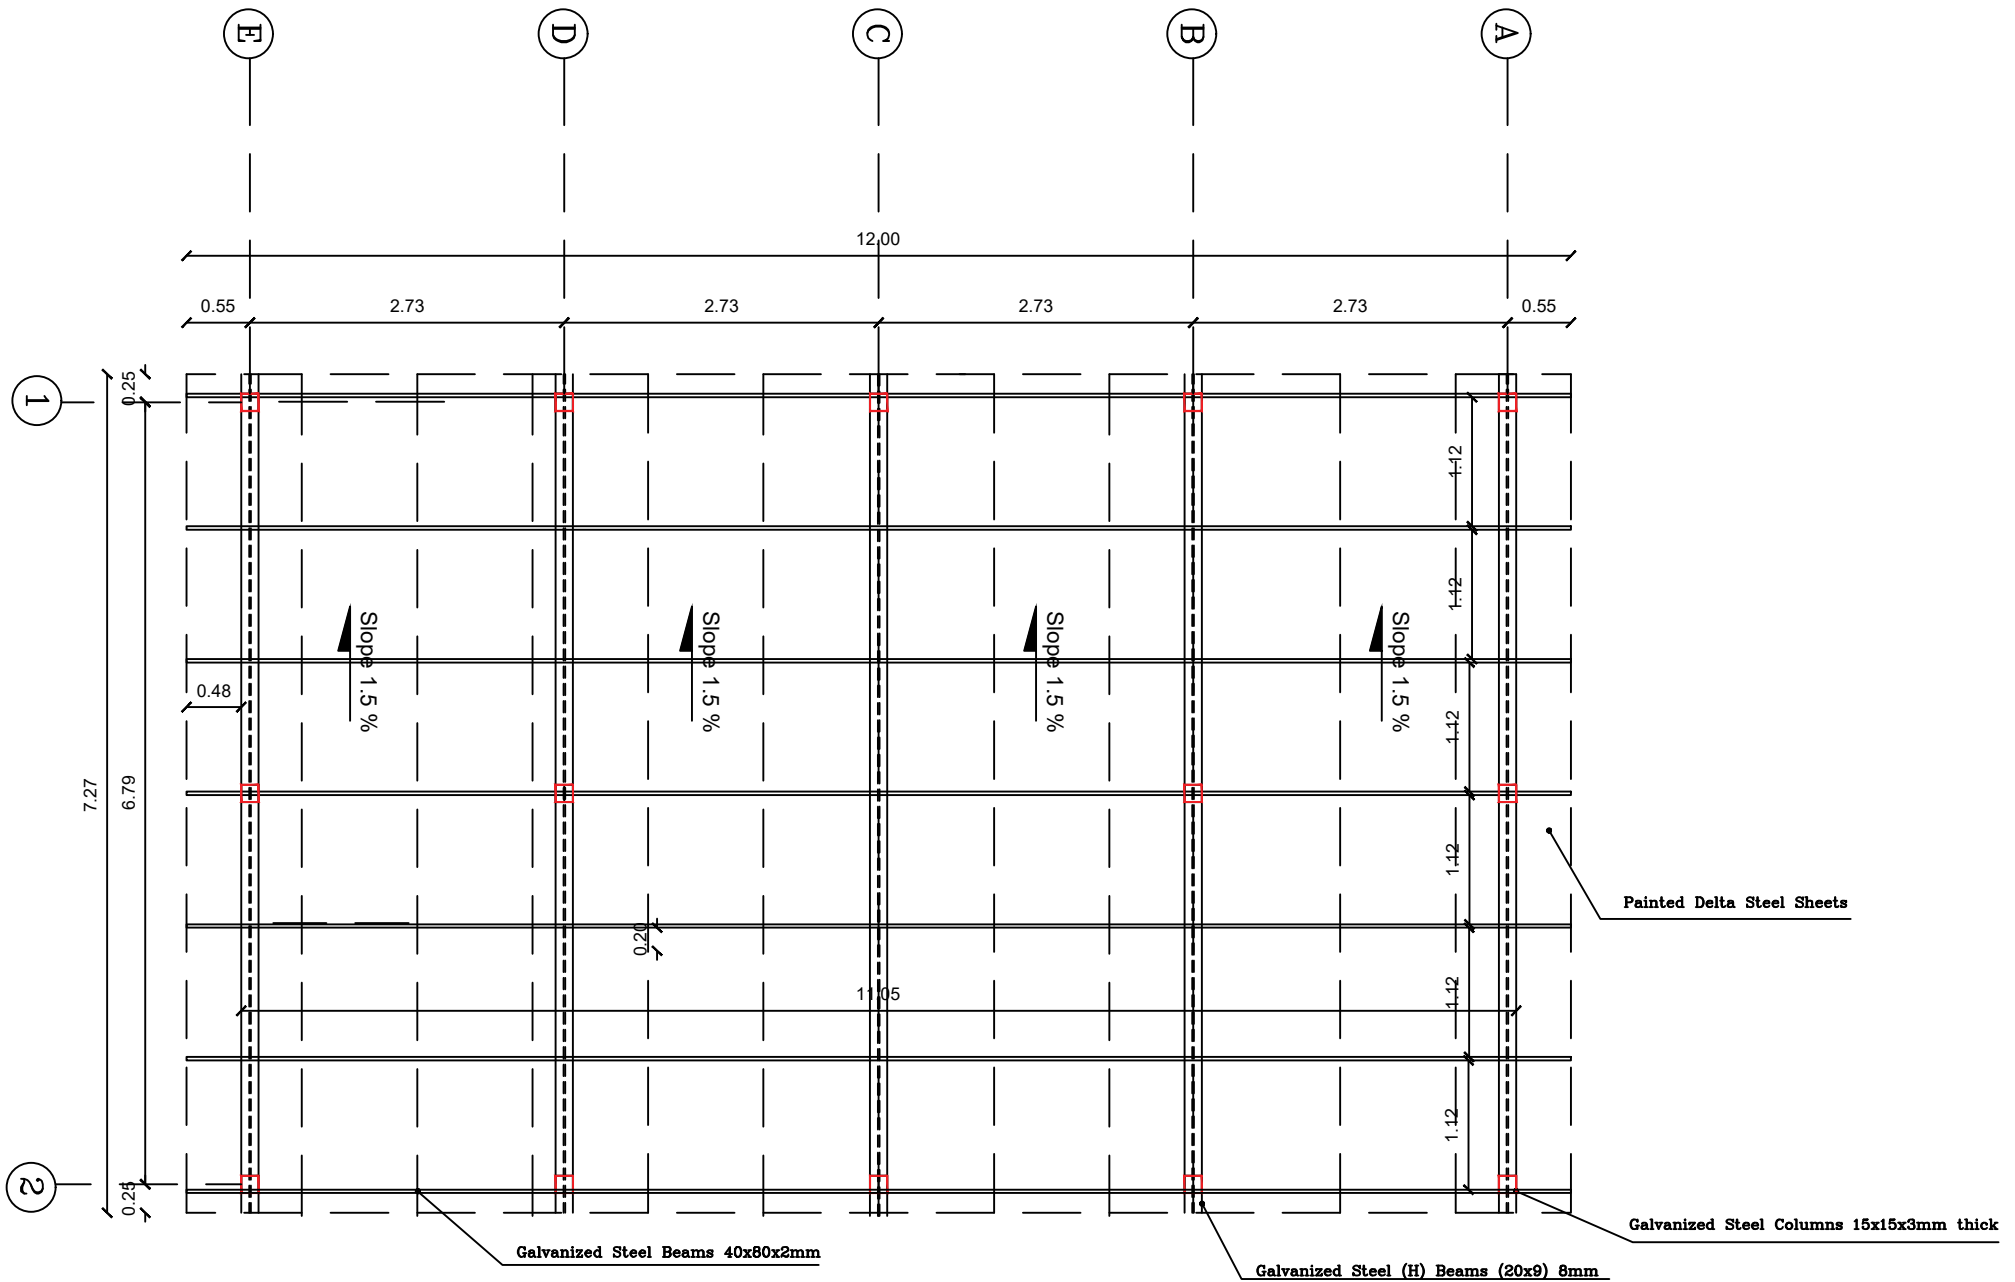 E
D
C
B
A
12.00
0.55
2.73
2.73
2.73
2.73
0.55
0.25
1
1.12
1.12
Slope 1.5 %
Slope 1.5 %
Slope 1.5 %
Slope 1.5 %
0.48
1.12
7.27
6.79
1.12
Painted Delta Steel Sheets
0.20
11.05
1.12
1.12
2
0.25
Galvanized Steel Columns 15x15x3mm thick
Galvanized Steel Beams 40x80x2mm
Galvanized Steel (H) Beams (20x9) 8mm